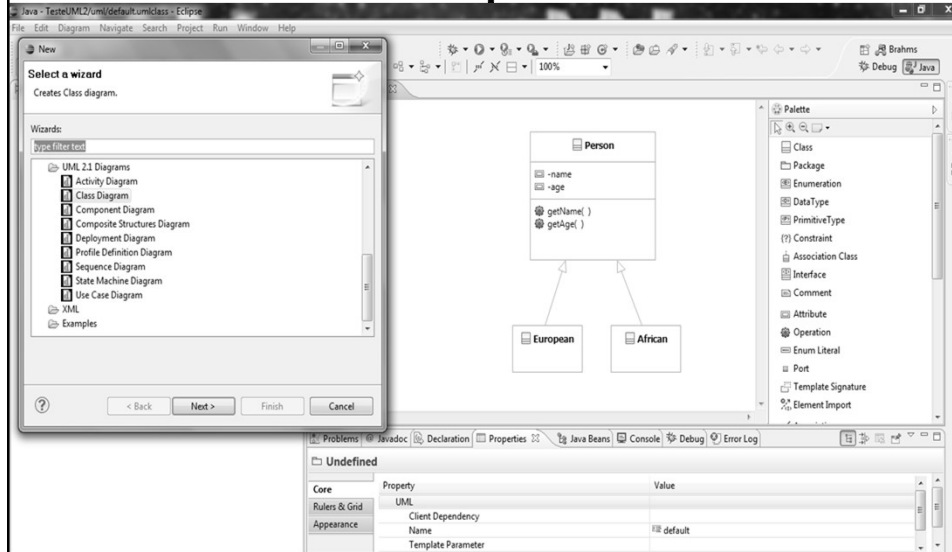 Java - TesteUML2/uml/default.umlclass - Eclipse
File Edit Diagram Navigate Search Project Run Window Help
New
Select a wizard
Creates Class diagram.
Wizards:
type filter text
UML 2.1 Diagrams
Activity Diagram
Class Diagram
Component Diagram
Composite Structures Diagram
Deployment Diagram
Profile Definition Diagram
Sequence Diagram
State Machine Diagram
Use Case Diagram
XML
Examples
< Back Next > Finish Cancel
100%
Brahms
Debug Java
Person
-name
-age
getName( )
getAge( )
European
African
Palette
Class
Package
Enumeration
DataType
PrimitiveType
{?} Constraint
Association Class
Interface
Comment
Attribute
Operation
Enum Literal
Port
Template Signature
Element Import
Problems Javadoc Declaration Properties Java Beans Console Debug Error Log
Undefined
Core
Rulers & Grid
Appearance
Property Value
UML
Client Dependency
Name default
Template Parameter